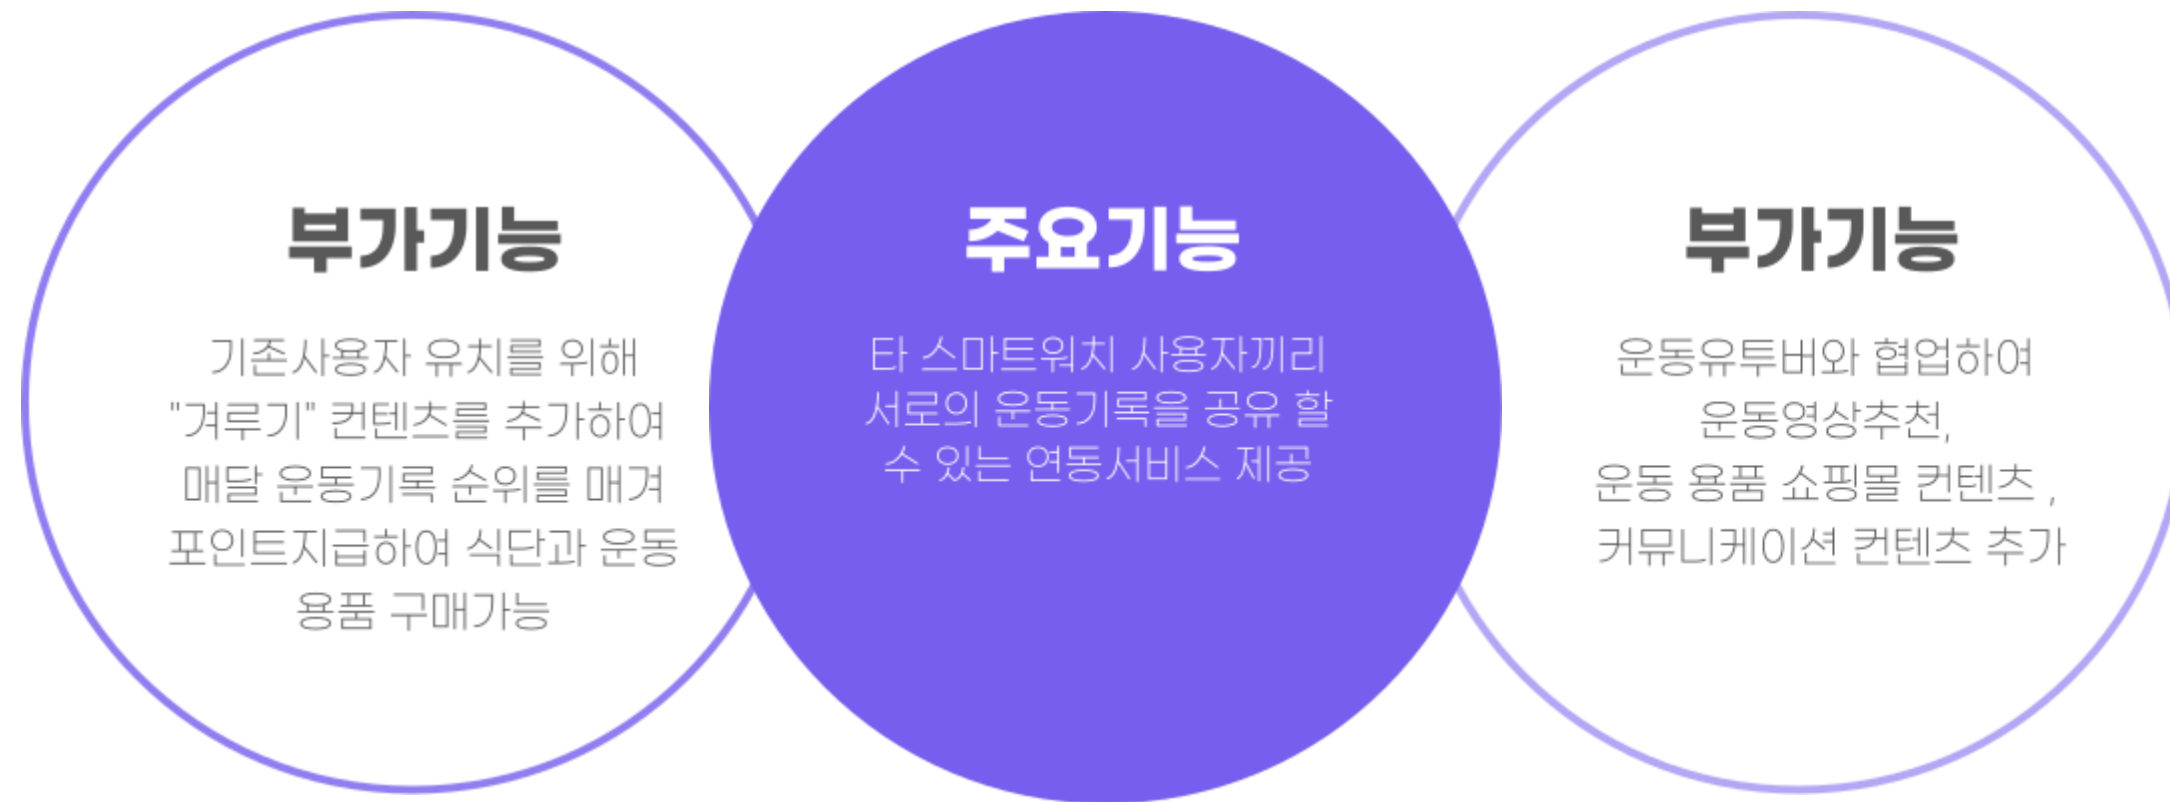 부가기능
기존사용자 유치를 위해
"겨루기" 컨텐츠를 추가하여
매달 운동기록 순위를 매겨
포인트지급하여 식단과 운동
용품 구매가능
주요기능
타 스마트워치 사용자끼리
서로의 운동기록을 공유 할
수 있는 연동서비스 제공
부가기능
운동유투버와 협업하여
운동영상추천,
운동 용품 쇼핑몰 컨텐츠 ,
커뮤니케이션 컨텐츠 추가